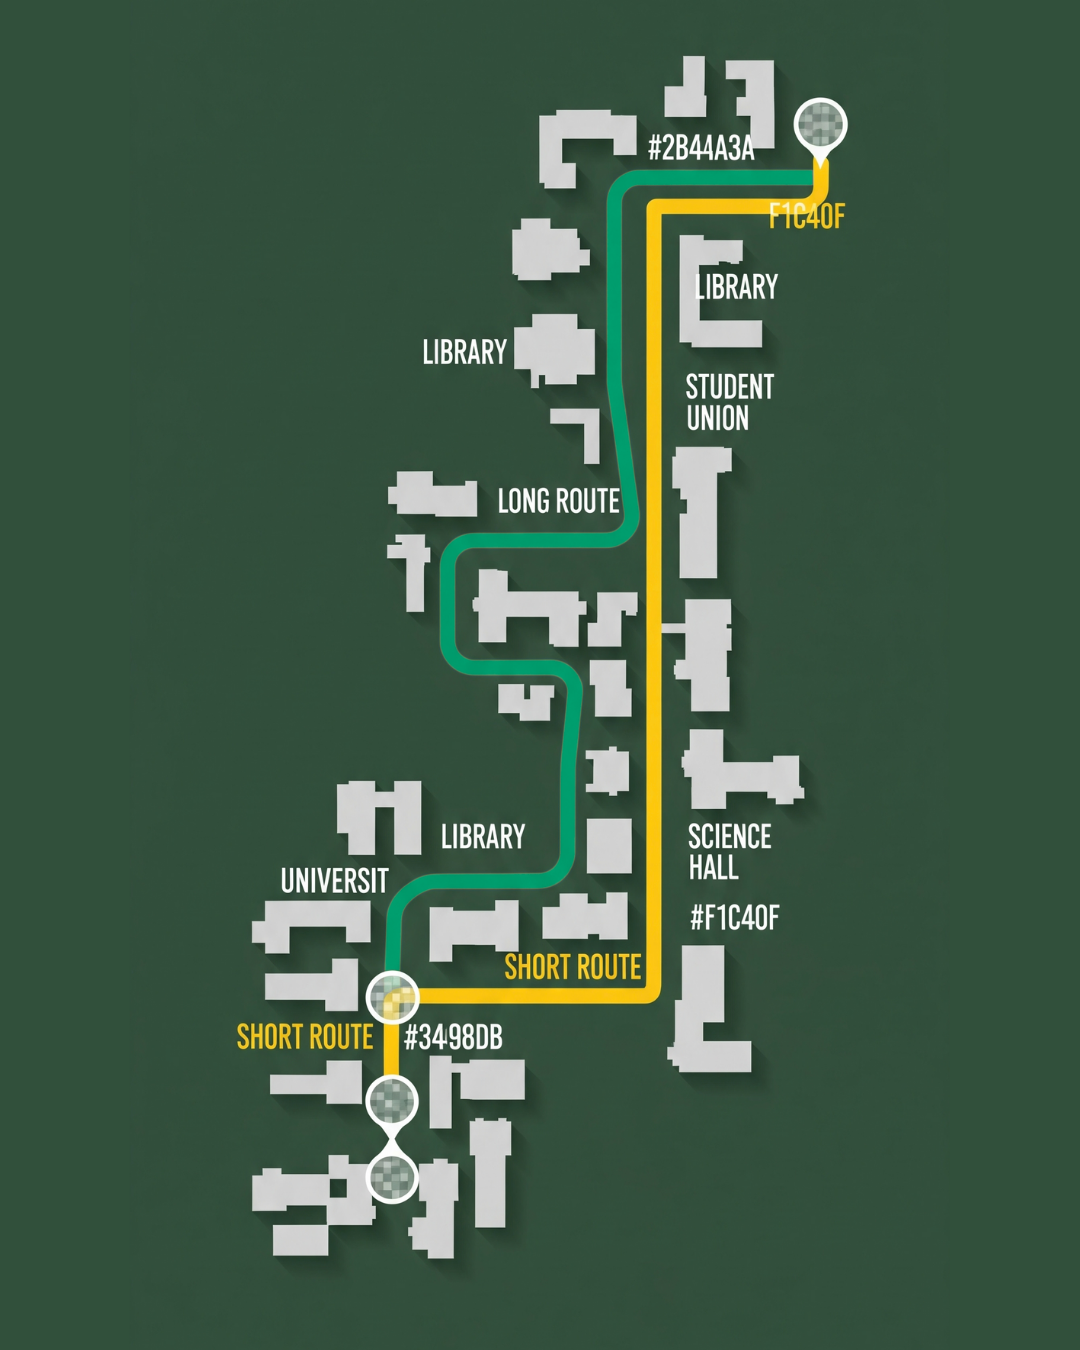 #2B44A3A
F1C40F
LIBRARY
LIBRARY
STUDENT
UNION
LONG ROUTE
LIBRARY
SCIENCE
HALL
UNIVERSIT
#F1C40F
SHORT ROUTE
SHORT ROUTE
#3498DB